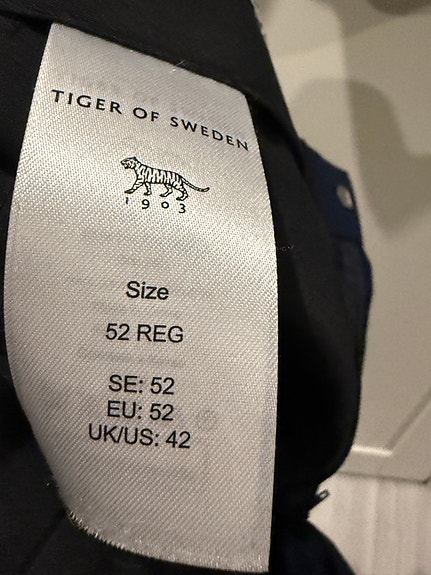 TIGER OF SWEDEN
1903
Size
52 REG
SE: 52
EU: 52
UK/US: 42